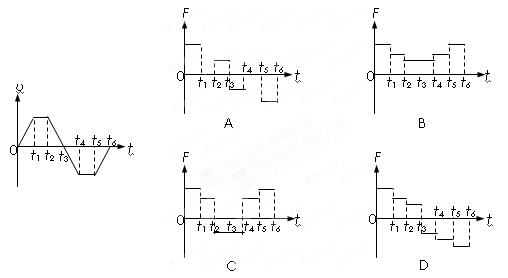 F
0
t₁ t₂ t₃ t₄ t₅ t₆ t
A
F
0
t₁ t₂ t₃ t₄ t₅ t₆ t
B
υ
0
t₁ t₂ t₃ t₄ t₅ t₆ t
F
0
t₁ t₂ t₃ t₄ t₅ t₆ t
C
F
0
t₁ t₂ t₃ t₄ t₅ t₆ t
D